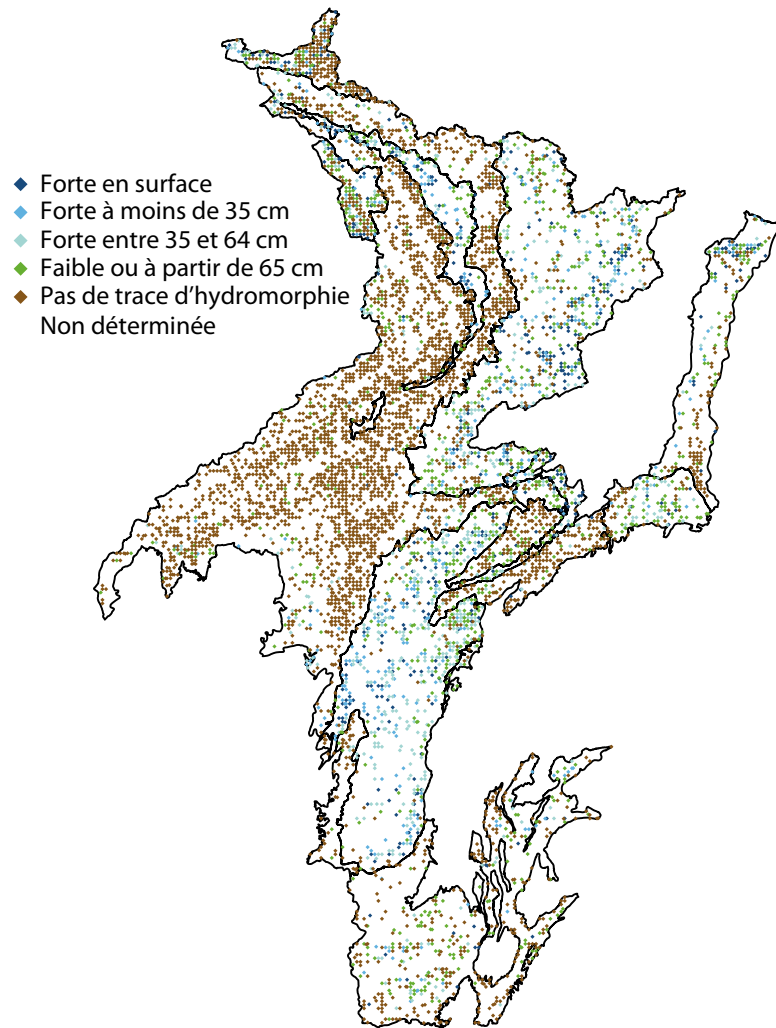 Forte en surface
Forte à moins de 35 cm
Forte entre 35 et 64 cm
Faible ou à partir de 65 cm
Pas de trace d’hydromorphie
Non déterminée